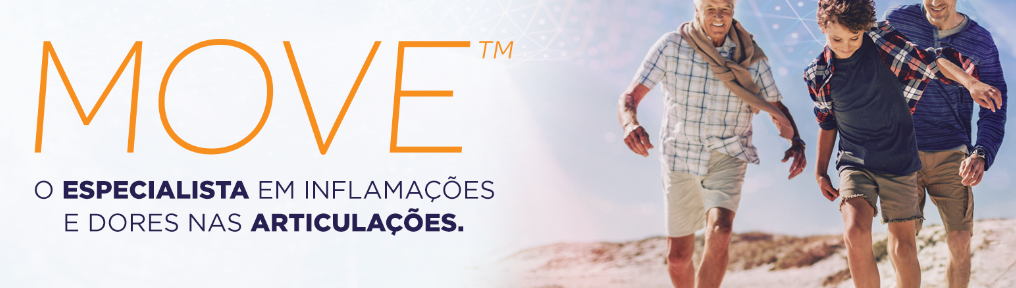 MOVE™
O ESPECIALISTA EM INFLAMAÇÕES
E DORES NAS ARTICULAÇÕES.